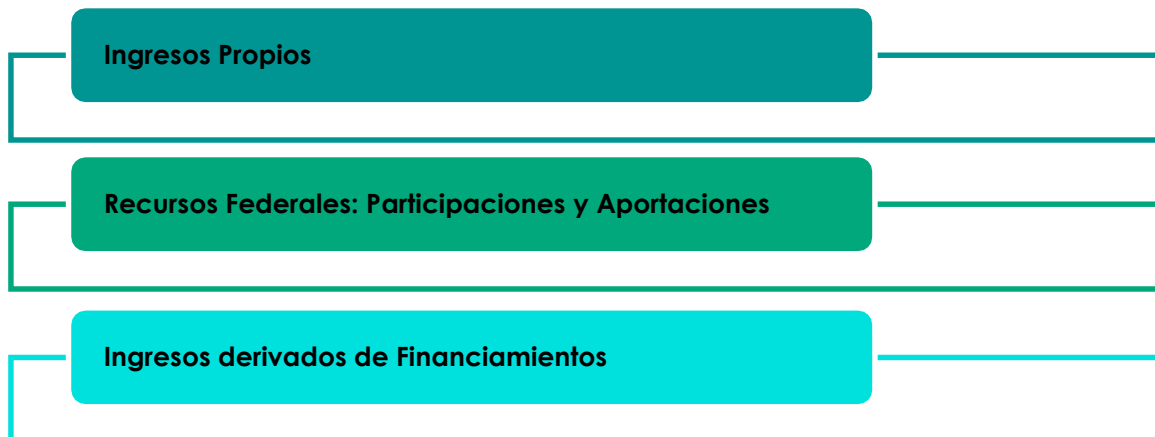 Ingresos Propios
Recursos Federales: Participaciones y Aportaciones
Ingresos derivados de Financiamientos